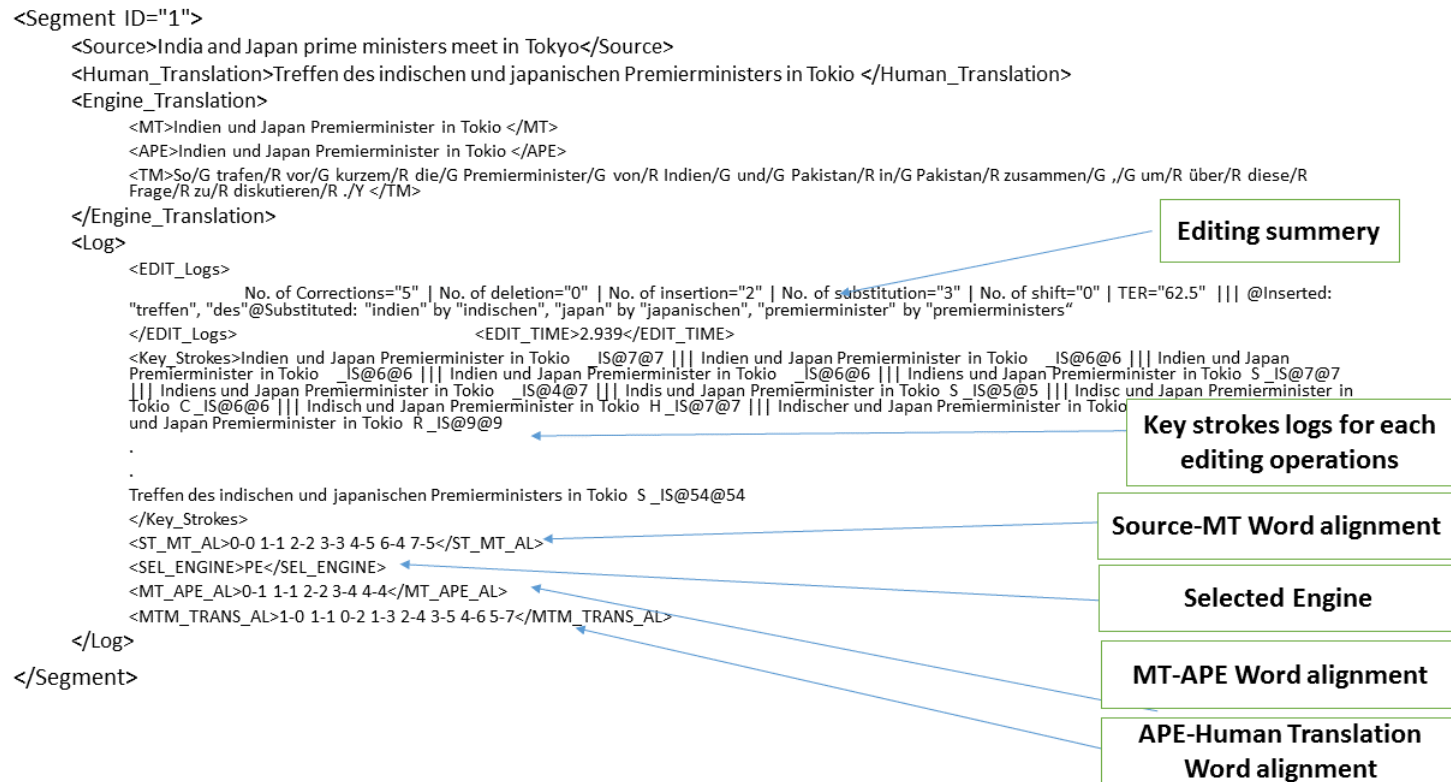 <Segment ID="1">
<Source>India and Japan prime ministers meet in Tokyo</Source>
<Human_Translation>Treffen des indischen und japanischen Premierministers in Tokio </Human_Translation>
<Engine_Translation>
<MT>Indien und Japan Premierminister in Tokio </MT>
<APE>Indien und Japan Premierminister in Tokio </APE>
<TM>So/G trafen/R vor/G kurzem/R die/G Premierminister/G von/R Indien/G und/G Pakistan/R in/G Pakistan/R zusammen/G ,/G um/R über/R diese/R
Frage/R zu/R diskutieren/R ./Y </TM>
</Engine_Translation>
Editing summery
<Log>
<EDIT_Logs>
No. of Corrections="5" | No. of deletion="0" | No. of insertion="2" | No. of substitution="3" | No. of shift="0" | TER="62.5" ||| @Inserted:
"treffen", "des"@Substituted: "indien" by "indischen", "japan" by "japanischen", "premierminister" by "premierministers“
</EDIT_Logs> <EDIT_TIME>2.939</EDIT_TIME>
<Key_Strokes>Indien und Japan Premierminister in Tokio _IS@7@7 ||| Indien und Japan Premierminister in Tokio _IS@6@6 ||| Indien und Japan
Premierminister in Tokio _IS@6@6 ||| Indien und Japan Premierminister in Tokio _IS@6@6 ||| Indiens und Japan Premierminister in Tokio S _IS@7@7
||| Indiens und Japan Premierminister in Tokio _IS@4@7 ||| Indis und Japan Premierminister in Tokio S _IS@5@5 ||| Indisc und Japan Premierminister in
Tokio C _IS@6@6 ||| Indisch und Japan Premierminister in Tokio H _IS@7@7 ||| Indischer und Japan Premierminister in Tokio
und Japan Premierminister in Tokio R _IS@9@9
Key strokes logs for each
editing operations
.
.
Treffen des indischen und japanischen Premierministers in Tokio S _IS@54@54
</Key_Strokes>
<ST_MT_AL>0-0 1-1 2-2 3-3 4-5 6-4 7-5</ST_MT_AL>
Source-MT Word alignment
<SEL_ENGINE>PE</SEL_ENGINE>
Selected Engine
<MT_APE_AL>0-1 1-1 2-2 3-4 4-4</MT_APE_AL>
<MTM_TRANS_AL>1-0 1-1 0-2 1-3 2-4 3-5 4-6 5-7</MTM_TRANS_AL>
</Log>
</Segment>
MT-APE Word alignment
APE-Human Translation
Word alignment